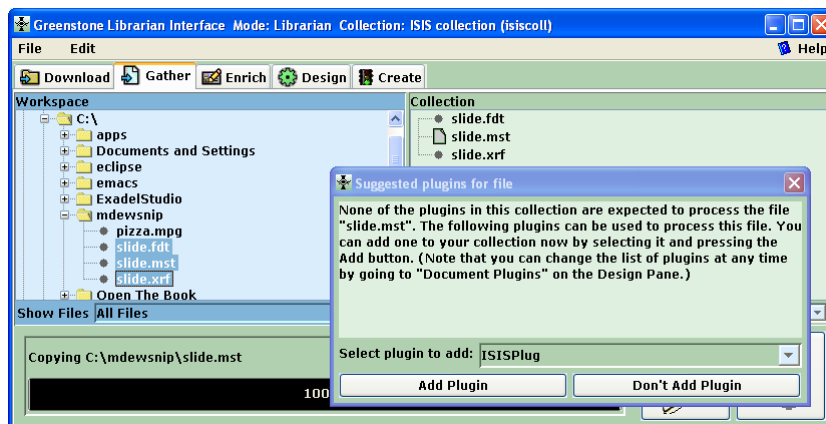 Greenstone Librarian Interface Mode: Librarian Collection: ISIS collection (isiscoll)
File Edit Help
Download Gather Enrich Design Create
Workspace
C:\
apps
Documents and Settings
eclipse
emacs
ExadelStudio
mdewsnip
pizza.mpg
slide.fdt
slide.mst
slide.xrf
Open The Book
Show Files All Files
Collection
slide.fdt
slide.mst
slide.xrf
Suggested plugins for file
None of the plugins in this collection are expected to process the file
"slide.mst". The following plugins can be used to process this file. You
can add one to your collection now by selecting it and pressing the
Add button. (Note that you can change the list of plugins at any time
by going to "Document Plugins" on the Design Pane.)
Select plugin to add: ISISPlug
Add Plugin Don't Add Plugin
Copying C:\mdewsnip\slide.mst
100